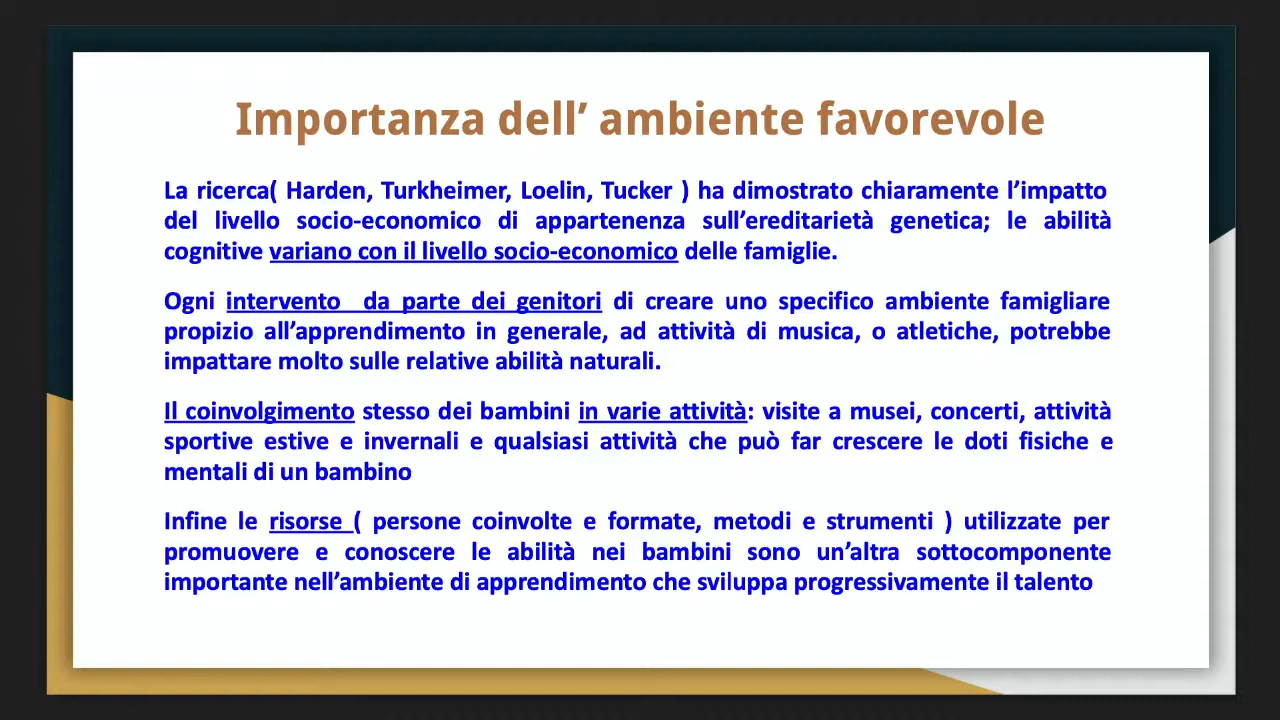 Importanza dell’ ambiente favorevole
La ricerca( Harden, Turkheimer, Loelin, Tucker ) ha dimostrato chiaramente l’impatto
del livello socio-economico di appartenenza sull’ereditarietà genetica; le abilità
cognitive variano con il livello socio-economico delle famiglie.
Ogni intervento da parte dei genitori di creare uno specifico ambiente famigliare
propizio all’apprendimento in generale, ad attività di musica, o atletiche, potrebbe
impattare molto sulle relative abilità naturali.
Il coinvolgimento stesso dei bambini in varie attività: visite a musei, concerti, attività
sportive estive e invernali e qualsiasi attività che può far crescere le doti fisiche e
mentali di un bambino
Infine le risorse ( persone coinvolte e formate, metodi e strumenti ) utilizzate per
promuovere e conoscere le abilità nei bambini sono un’altra sottocomponente
importante nell’ambiente di apprendimento che sviluppa progressivamente il talento